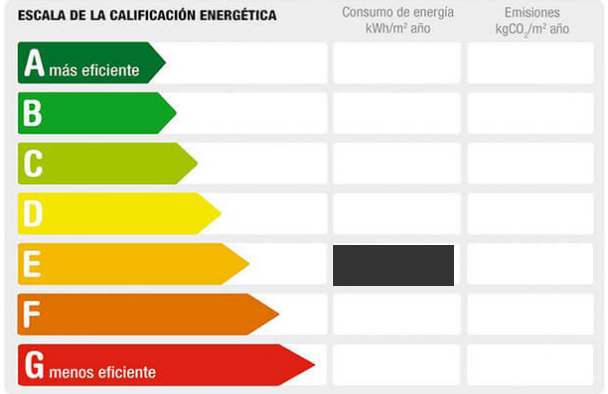 ESCALA DE LA CALIFICACIÓN ENERGÉTICA
Consumo de energía
kWh/m² año
Emisiones
kgCO₂/m² año
A más eficiente
B
C
D
E
F
G menos eficiente